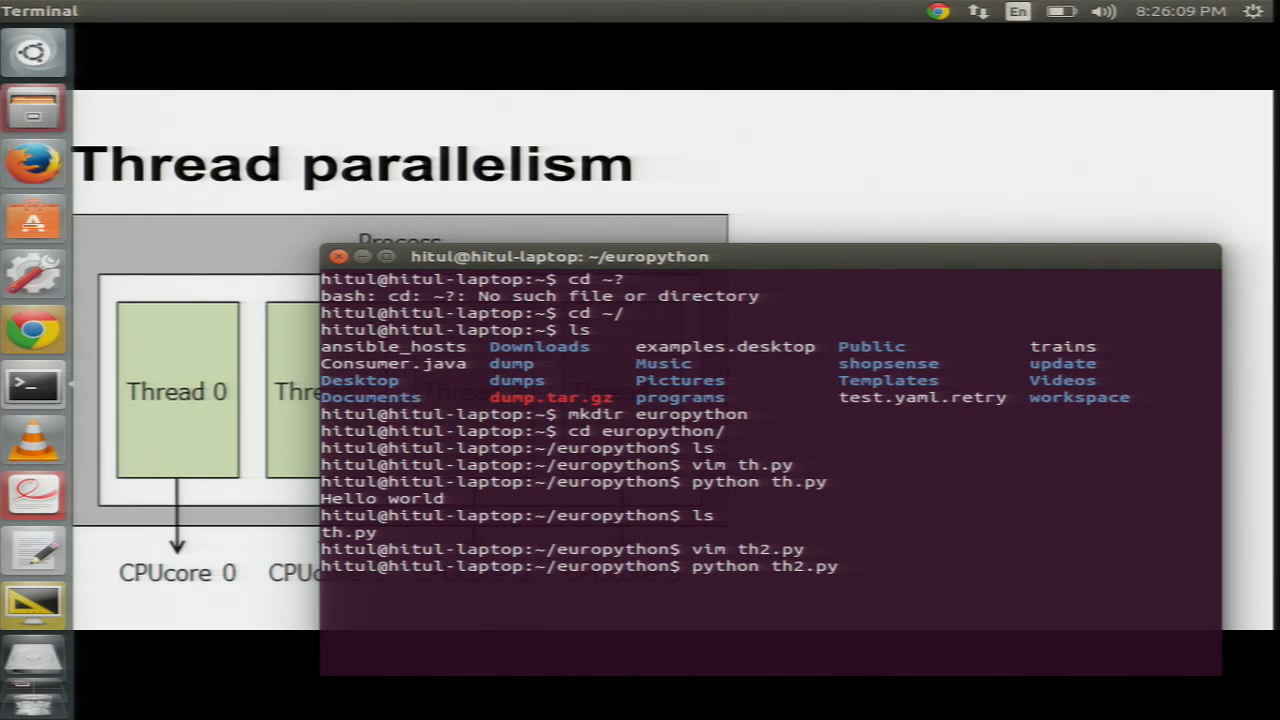 Terminal
En
8:26:09 PM
Thread parallelism
Process
Thread 0
CPUcore 0
hitul@hitul-laptop: ~/europython
hitul@hitul-laptop:~$ cd ~?
bash: cd: ~?: No such file or directory
hitul@hitul-laptop:~$ cd ~/
hitul@hitul-laptop:~$ ls
ansible_hosts Downloads examples.desktop Public trains
Consumer.java dump Music shopsense update
Desktop dumps Pictures Templates Videos
Documents dump.tar.gz programs test.yaml.retry workspace
hitul@hitul-laptop:~$ mkdir europython
hitul@hitul-laptop:~$ cd europython/
hitul@hitul-laptop:~/europython$ ls
hitul@hitul-laptop:~/europython$ vim th.py
hitul@hitul-laptop:~/europython$ python th.py
Hello world
hitul@hitul-laptop:~/europython$ ls
th.py
hitul@hitul-laptop:~/europython$ vim th2.py
hitul@hitul-laptop:~/europython$ python th2.py